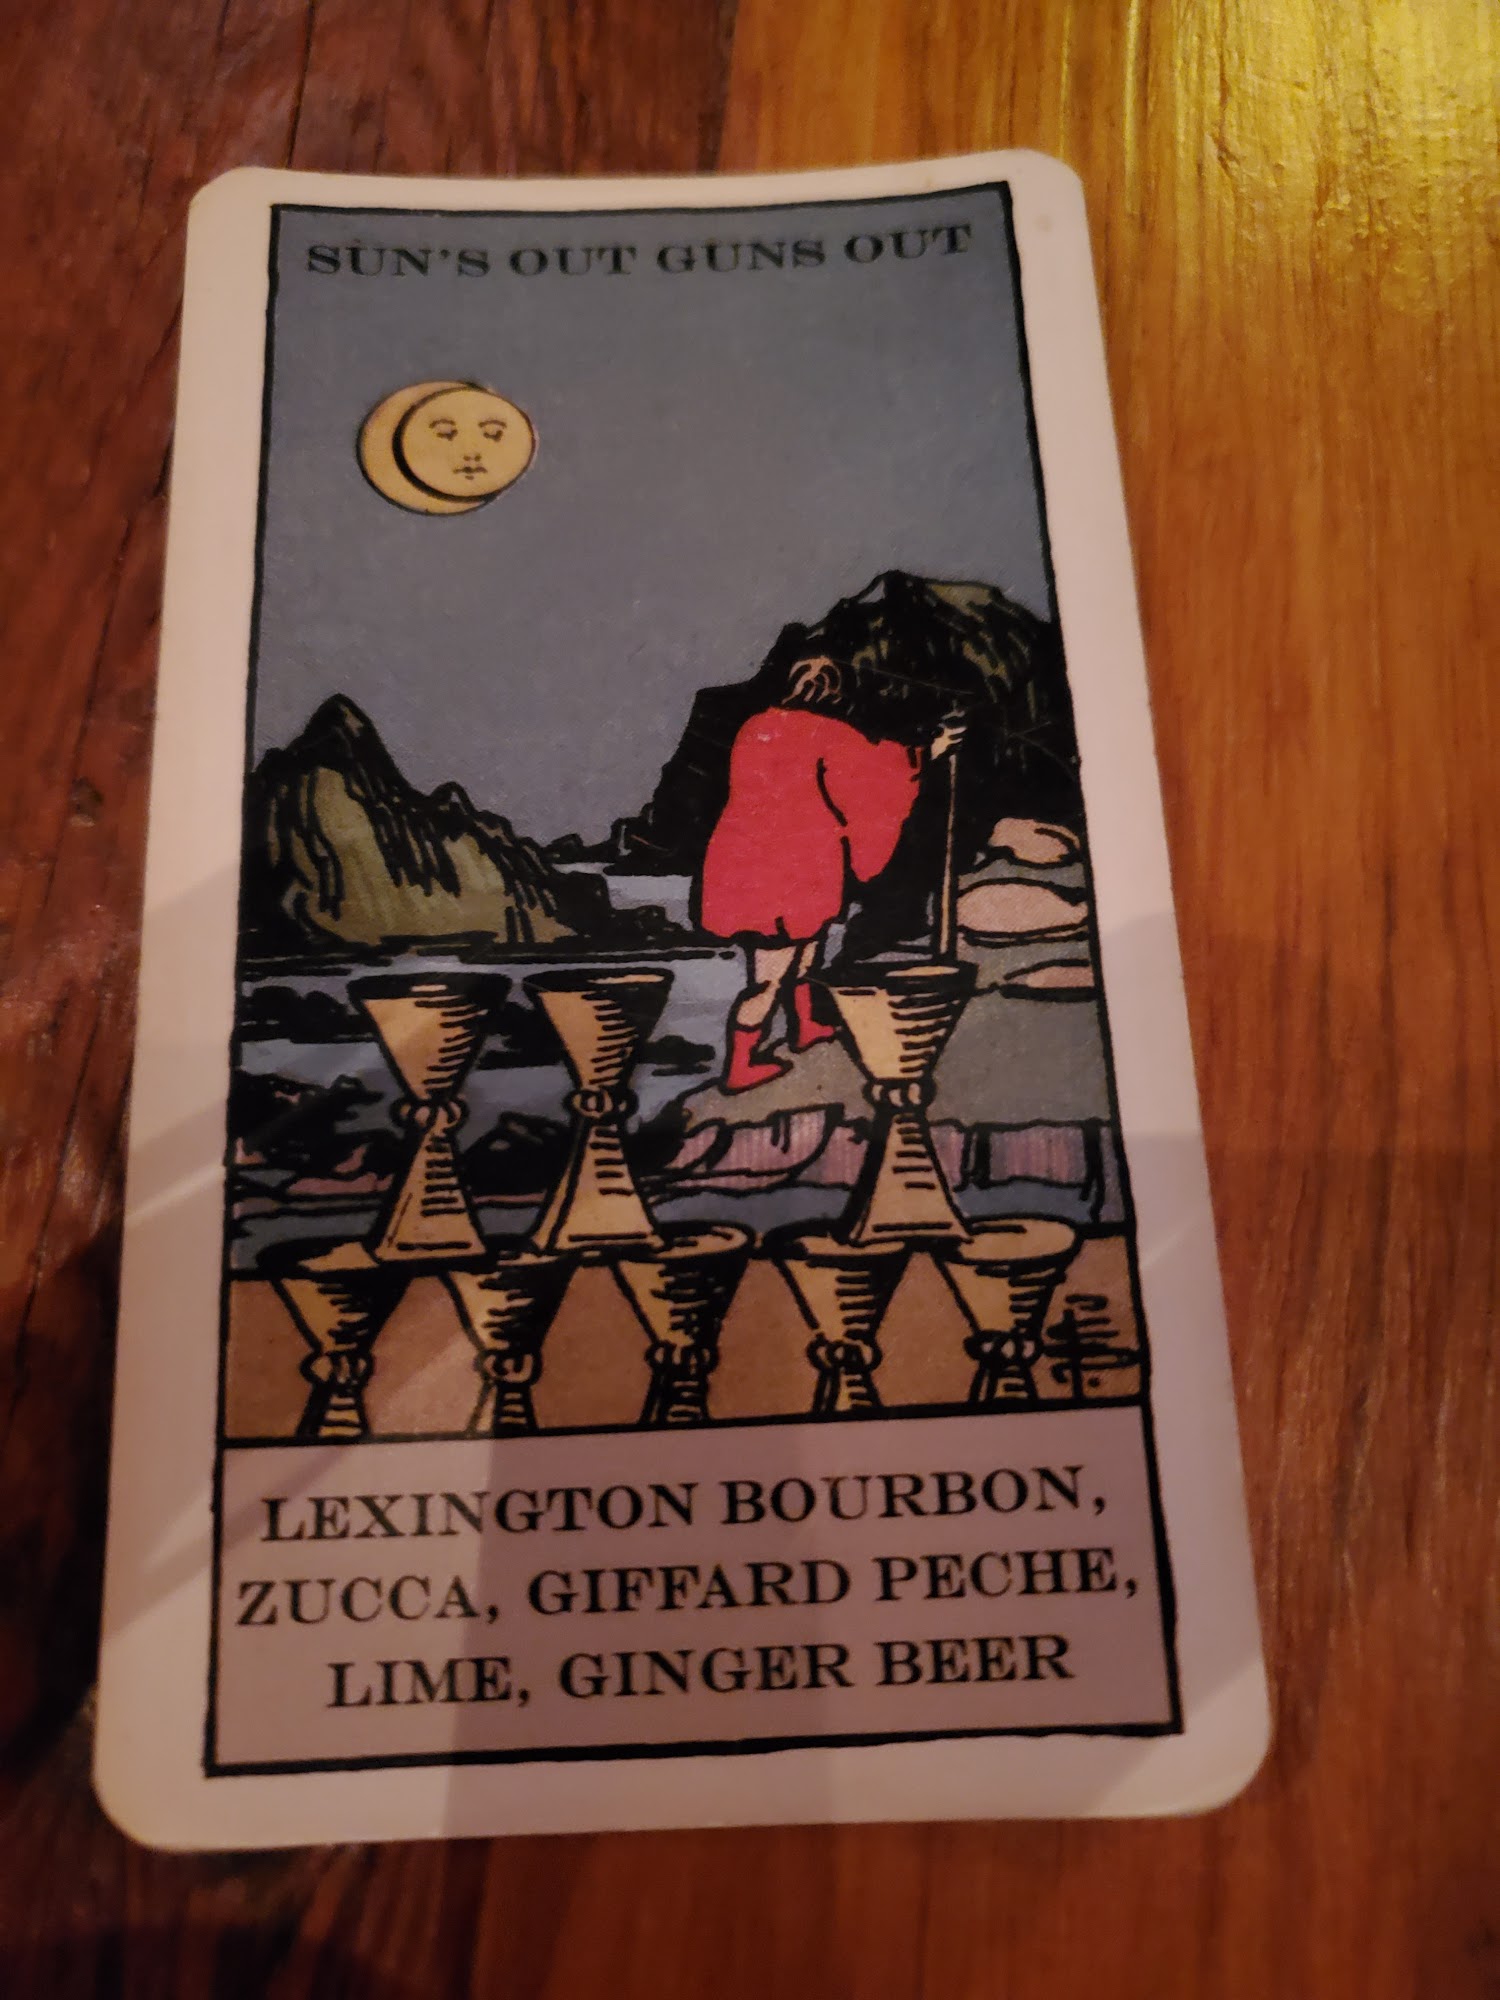 SUN'S OUT GUNS OUT
LEXINGTON BOURBON,
ZUCCA, GIFFARD PECHE,
LIME, GINGER BEER